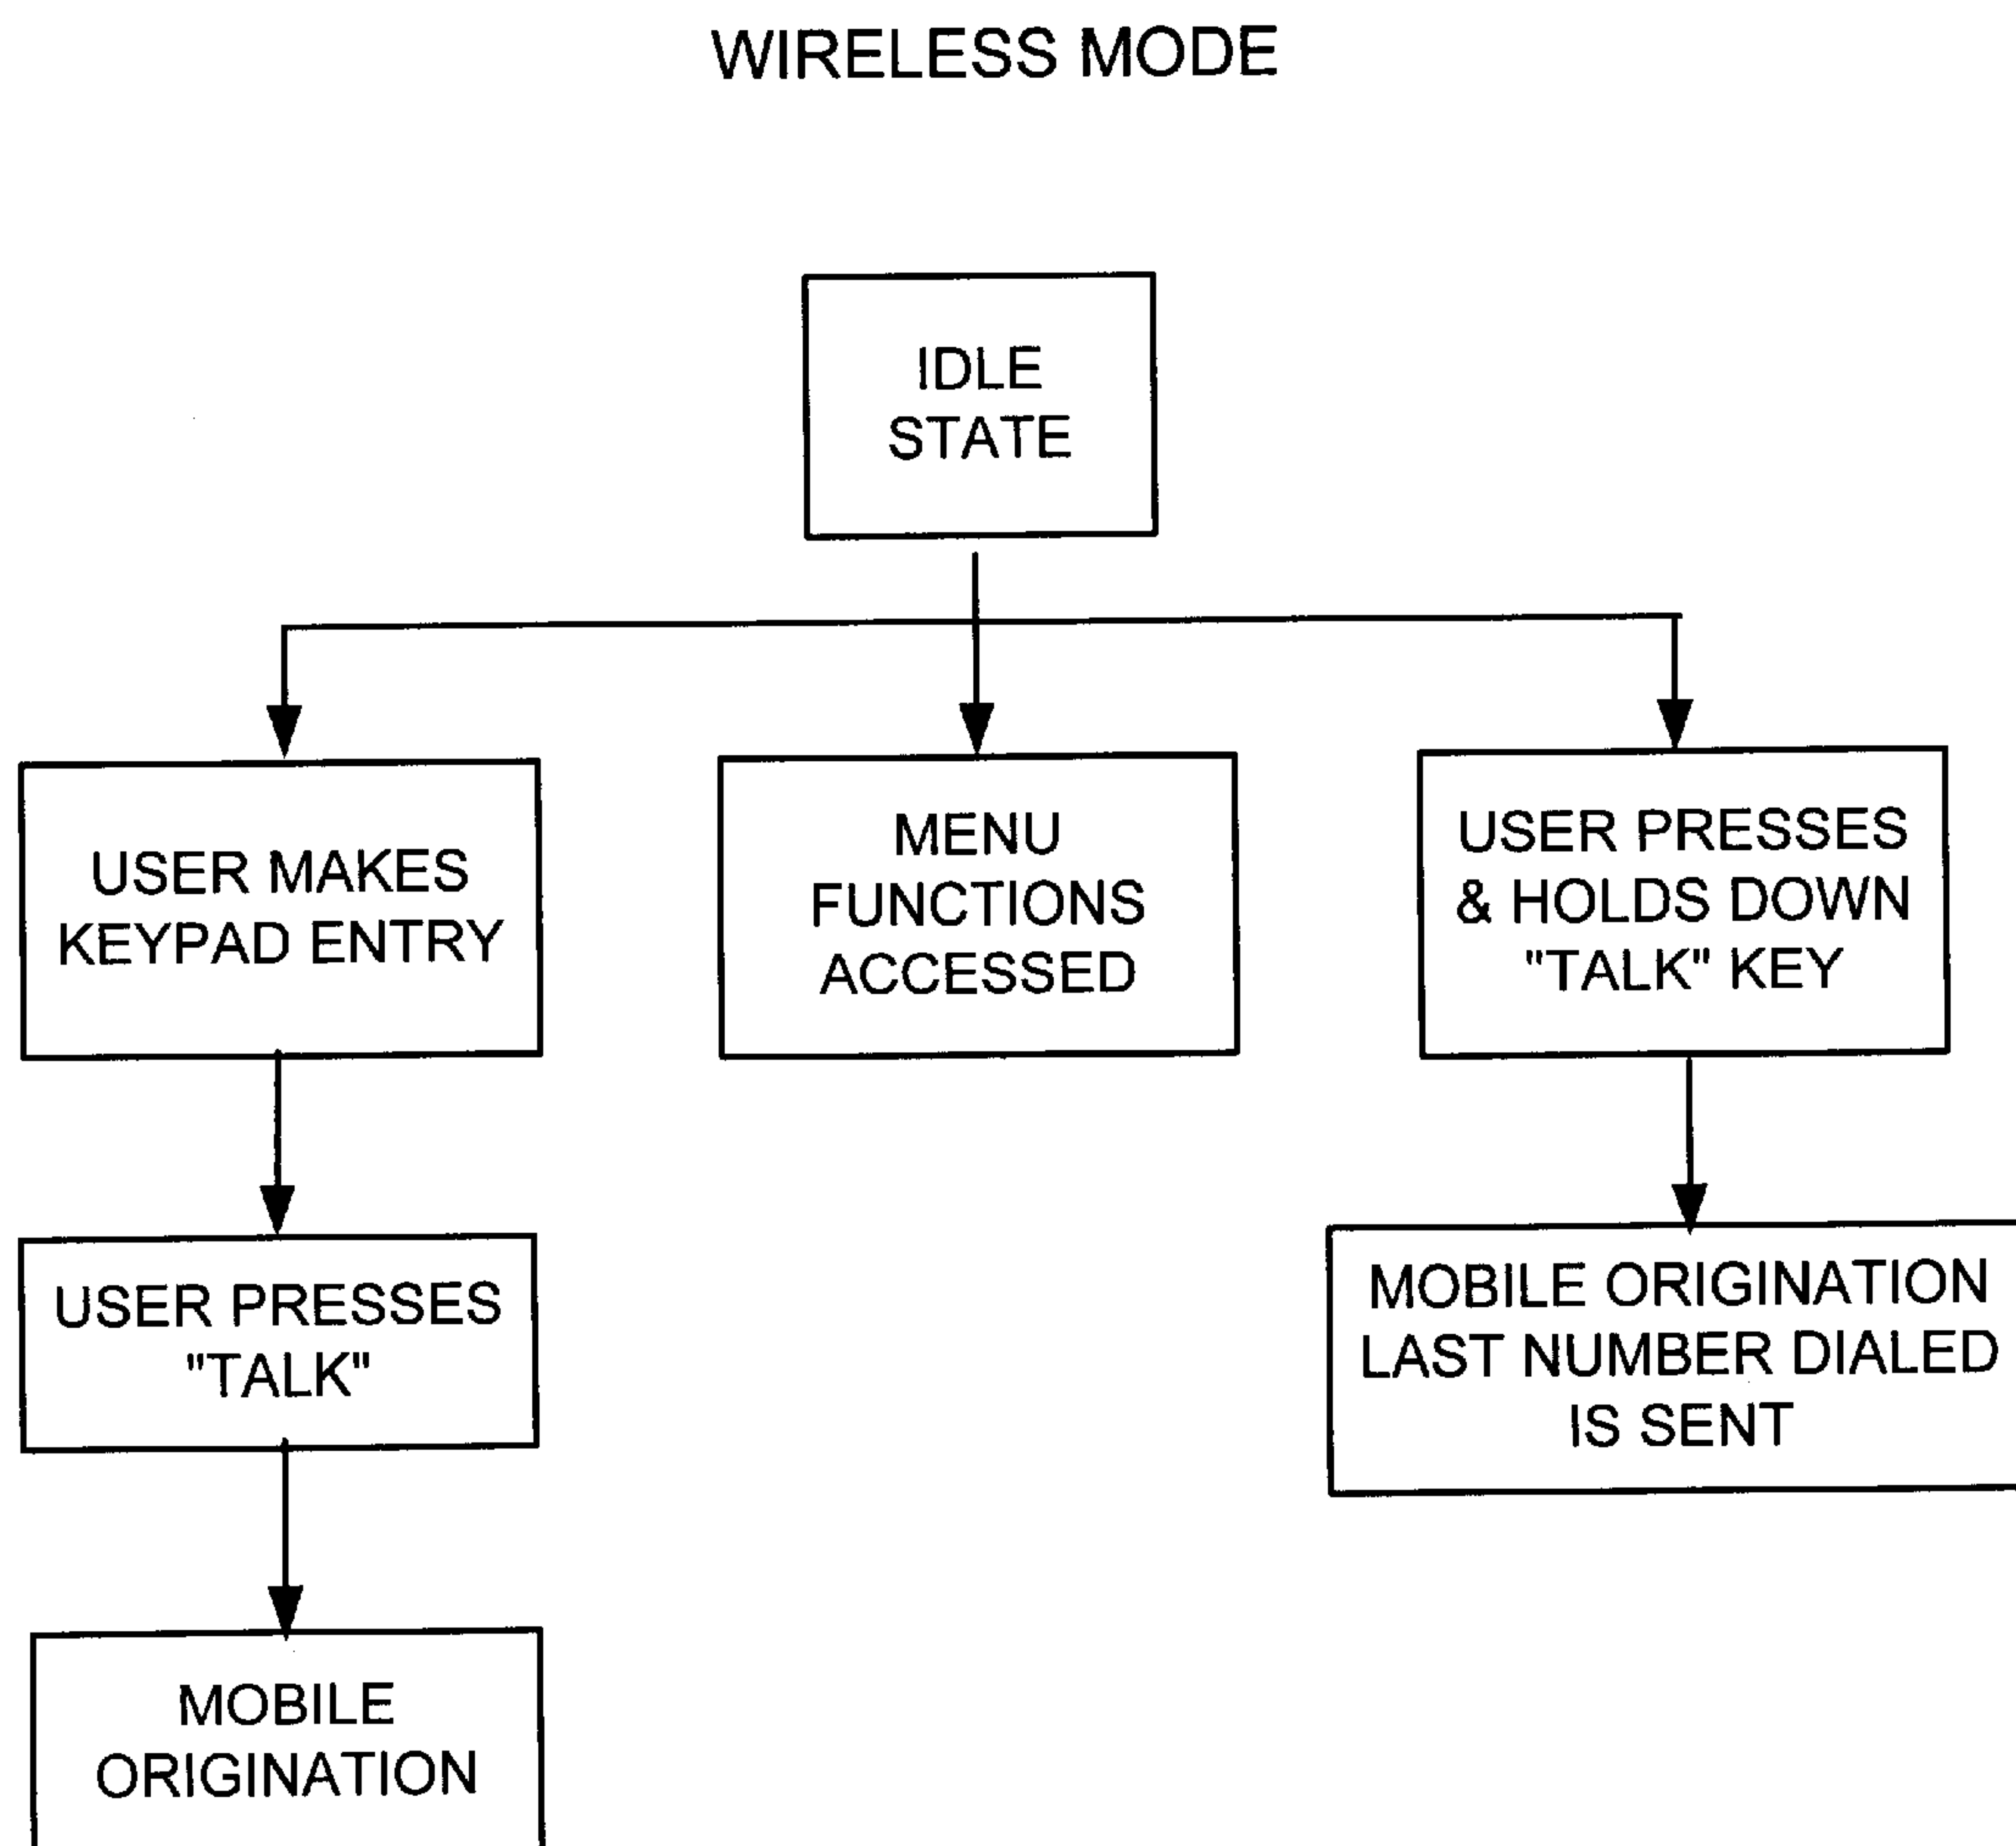 WIRELESS MODE
IDLE
STATE
USER MAKES
KEYPAD ENTRY
MENU
FUNCTIONS
ACCESSED
USER PRESSES
& HOLDS DOWN
"TALK" KEY
USER PRESSES
"TALK"
MOBILE ORIGINATION
LAST NUMBER DIALED
IS SENT
MOBILE
ORIGINATION